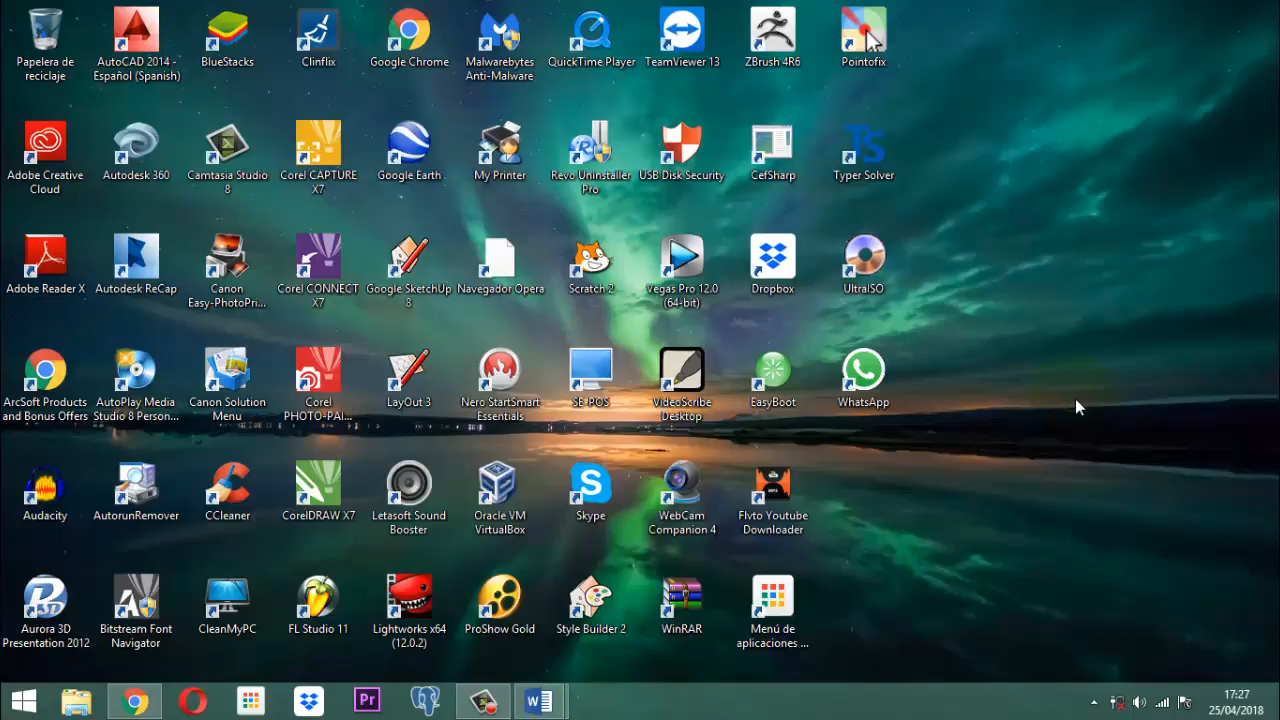 Papelera de
reciclaje
AutoCAD 2014 -
Español (Spanish)
BlueStacks
Clinflix
Google Chrome
Malwarebytes
Anti-Malware
QuickTime Player
TeamViewer 13
ZBrush 4R6
Pointofix
Adobe Creative
Cloud
Autodesk 360
Camtasia Studio
8
Corel CAPTURE
X7
Google Earth
My Printer
Revo Uninstaller
Pro
USB Disk Security
CefSharp
TS
Typer Solver
Adobe Reader X
Autodesk ReCap
Canon
Easy-PhotoPri...
Corel CONNECT
X7
Google SketchUp
8
Navegador Opera
Scratch 2
Vegas Pro 12.0
(64-bit)
Dropbox
UltraISO
ArcSoft Products
and Bonus Offers
AutoPlay Media
Studio 8 Person...
Canon Solution
Menu
Corel
PHOTO-PAI...
LayOut 3
Nero StartSmart
Essentials
SE POS
VideoScribe
Desktop
EasyBoot
WhatsApp
Audacity
AutorunRemover
CCleaner
CorelDRAW X7
Letasoft Sound
Booster
Oracle VM
VirtualBox
Skype
WebCam
Companion 4
Flvto Youtube
Downloader
Aurora 3D
Presentation 2012
Bitstream Font
Navigator
CleanMyPC
FL Studio 11
Lightworks x64
(12.0.2)
ProShow Gold
Style Builder 2
WinRAR
Menú de
aplicaciones ...
Pr
17:27
25/04/2018